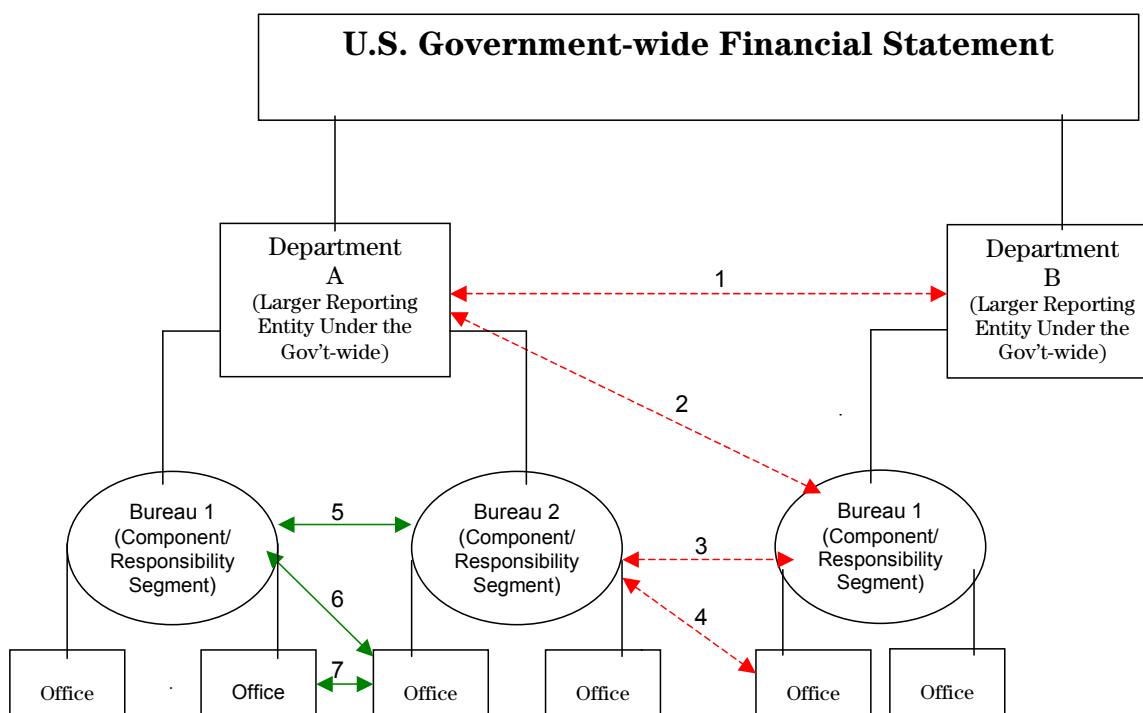 U.S. Government-wide Financial Statement
Department
A
(Larger Reporting
Entity Under the
Gov't-wide)
Department
B
(Larger Reporting
Entity Under the
Gov't-wide)
1
2
Bureau 1
(Component/
Responsibility
Segment)
5
Bureau 2
(Component/
Responsibility
Segment)
3
Bureau 1
(Component/
Responsibility
Segment)
6
4
7
Office
Office
Office
Office
Office
Office